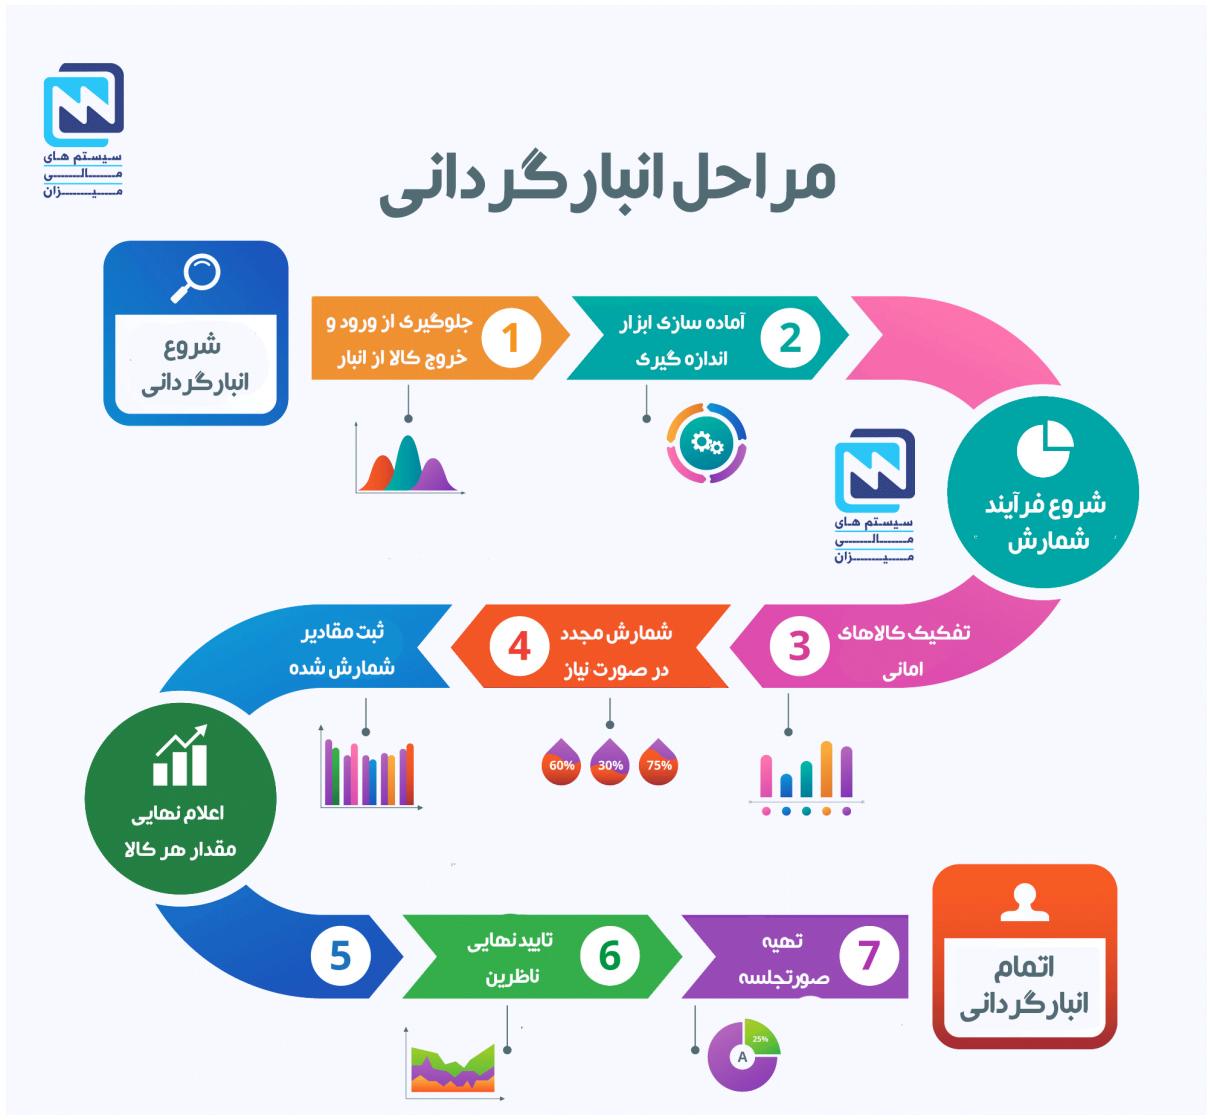 سیستم های
مالی
میزان
مراحل انبارگردانی
شروع
انبارگردانی
1
جلوگیری از ورود و
خروج کالا از انبار
2
آماده سازی ابزار
اندازه گیری
شروع فرآیند
شمارش
سیستم های
مالی
میزان
3
تفکیک کالاهای
امانی
4
شمارش مجدد
در صورت نیاز
ثبت مقادیر
شمارش شده
60%
30%
75%
اعلام نهایی
مقدار هر کالا
5
6
تایید نهایی
ناظرین
7
تهیه
صورتجلسه
اتمام
انبارگردانی
25%
A